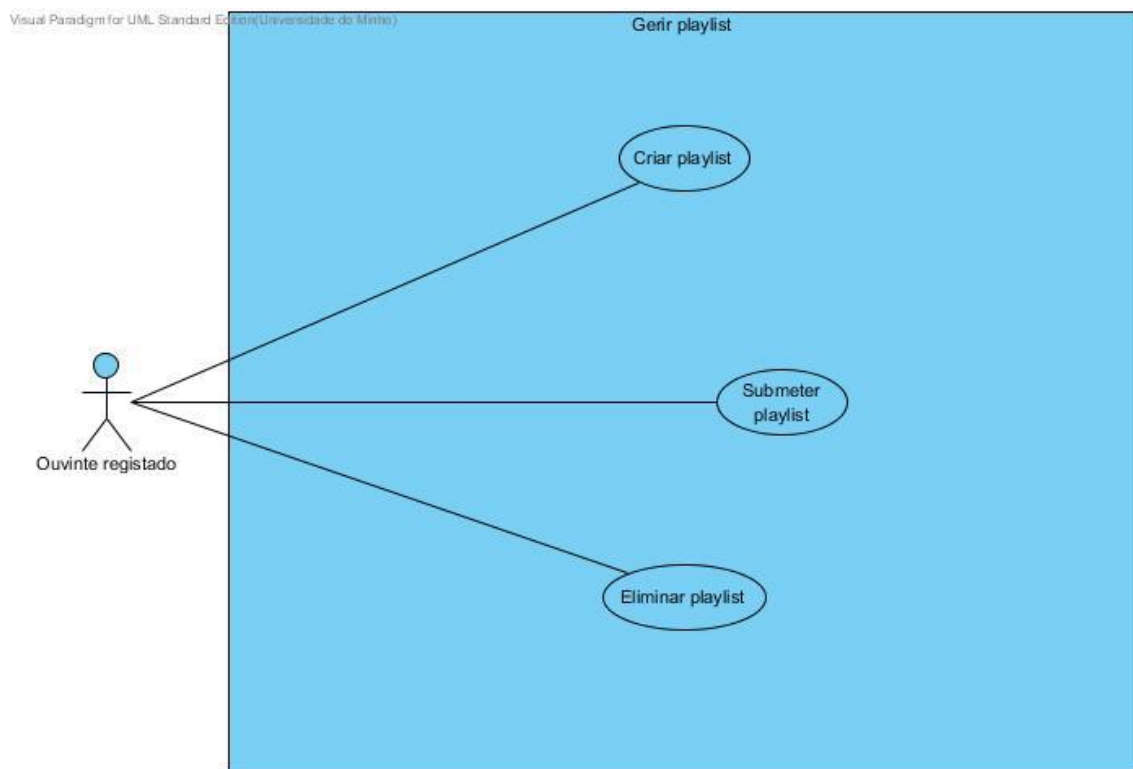 Visual Paradigm for UML Standard Edition(Universidade do Minho)
Gerir playlist
Criar playlist
Submeter
playlist
Ouvinte registado
Eliminar playlist